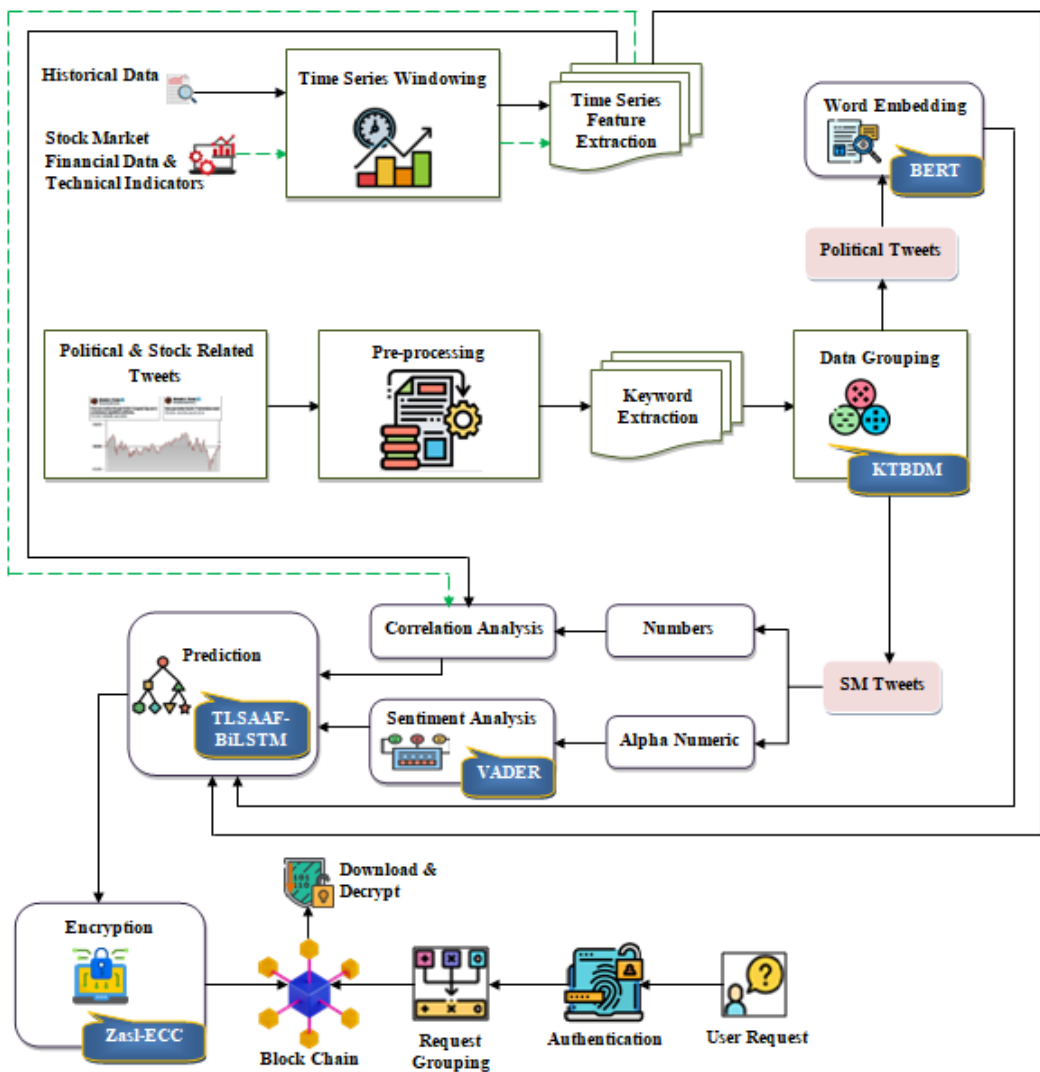 Historical Data
Time Series Windowing
Time Series
Feature
Extraction
Stock Market
Financial Data &
Technical Indicators
Word Embedding
BERT
Political Tweets
Political & Stock Related
Tweets
Pre-processing
Keyword
Extraction
Data Grouping
KTBDM
Correlation Analysis
Numbers
SM Tweets
Prediction
TLSAAF-
BiLSTM
Sentiment Analysis
VADER
Alpha Numeric
Download &
Decrypt
Encryption
Zasl-ECC
Block Chain
Request
Grouping
Authentication
User Request